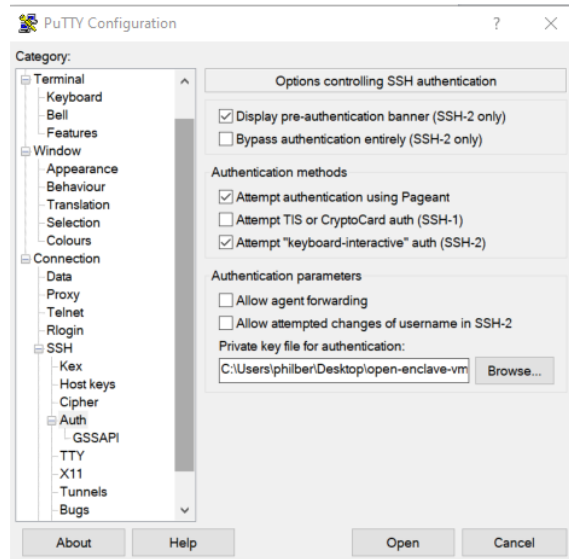 PuTTY Configuration
Category:
Terminal
Keyboard
Bell
Features
Window
Appearance
Behaviour
Translation
Selection
Colours
Connection
Data
Proxy
Telnet
Rlogin
SSH
Kex
Host keys
Cipher
Auth
GSSAPI
TTY
X11
Tunnels
Bugs
Options controlling SSH authentication
Display pre-authentication banner (SSH-2 only)
Bypass authentication entirely (SSH-2 only)
Authentication methods
Attempt authentication using Pageant
Attempt TIS or CryptoCard auth (SSH-1)
Attempt "keyboard-interactive" auth (SSH-2)
Authentication parameters
Allow agent forwarding
Allow attempted changes of username in SSH-2
Private key file for authentication:
C:\Users\philber\Desktop\open-enclave-vm
Browse...
About
Help
Open
Cancel